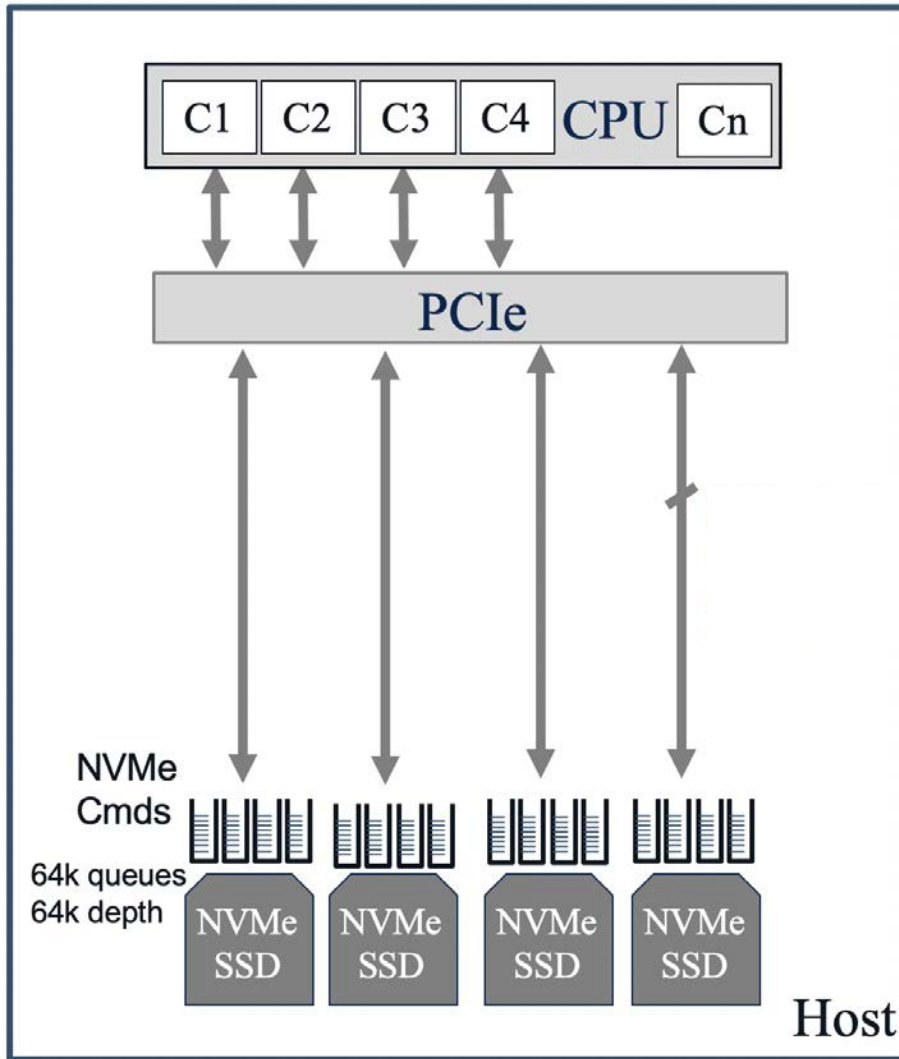 C1 C2 C3 C4 CPU Cn
PCIe
NVMe
Cmds
64k queues
64k depth
NVMe
SSD
NVMe
SSD
NVMe
SSD
NVMe
SSD
Host